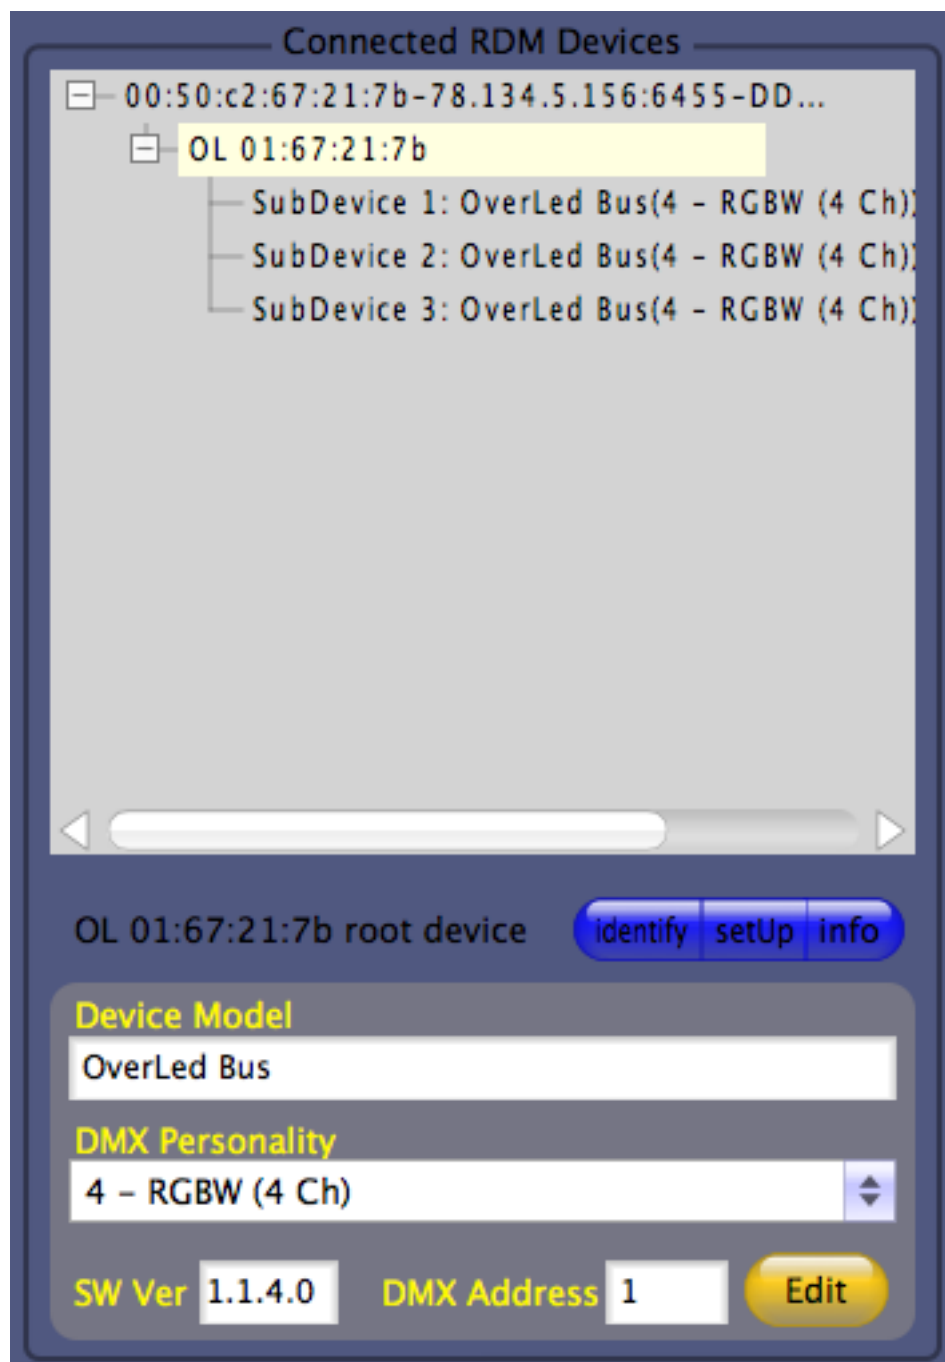 Connected RDM Devices
00:50:c2:67:21:7b-78.134.5.156:6455-DD...
OL 01:67:21:7b
SubDevice 1: OverLed Bus(4 – RGBW (4 Ch))
SubDevice 2: OverLed Bus(4 – RGBW (4 Ch))
SubDevice 3: OverLed Bus(4 – RGBW (4 Ch))
OL 01:67:21:7b root device identify setUp info
Device Model
OverLed Bus
DMX Personality
4 – RGBW (4 Ch)
SW Ver 1.1.4.0 DMX Address 1 Edit